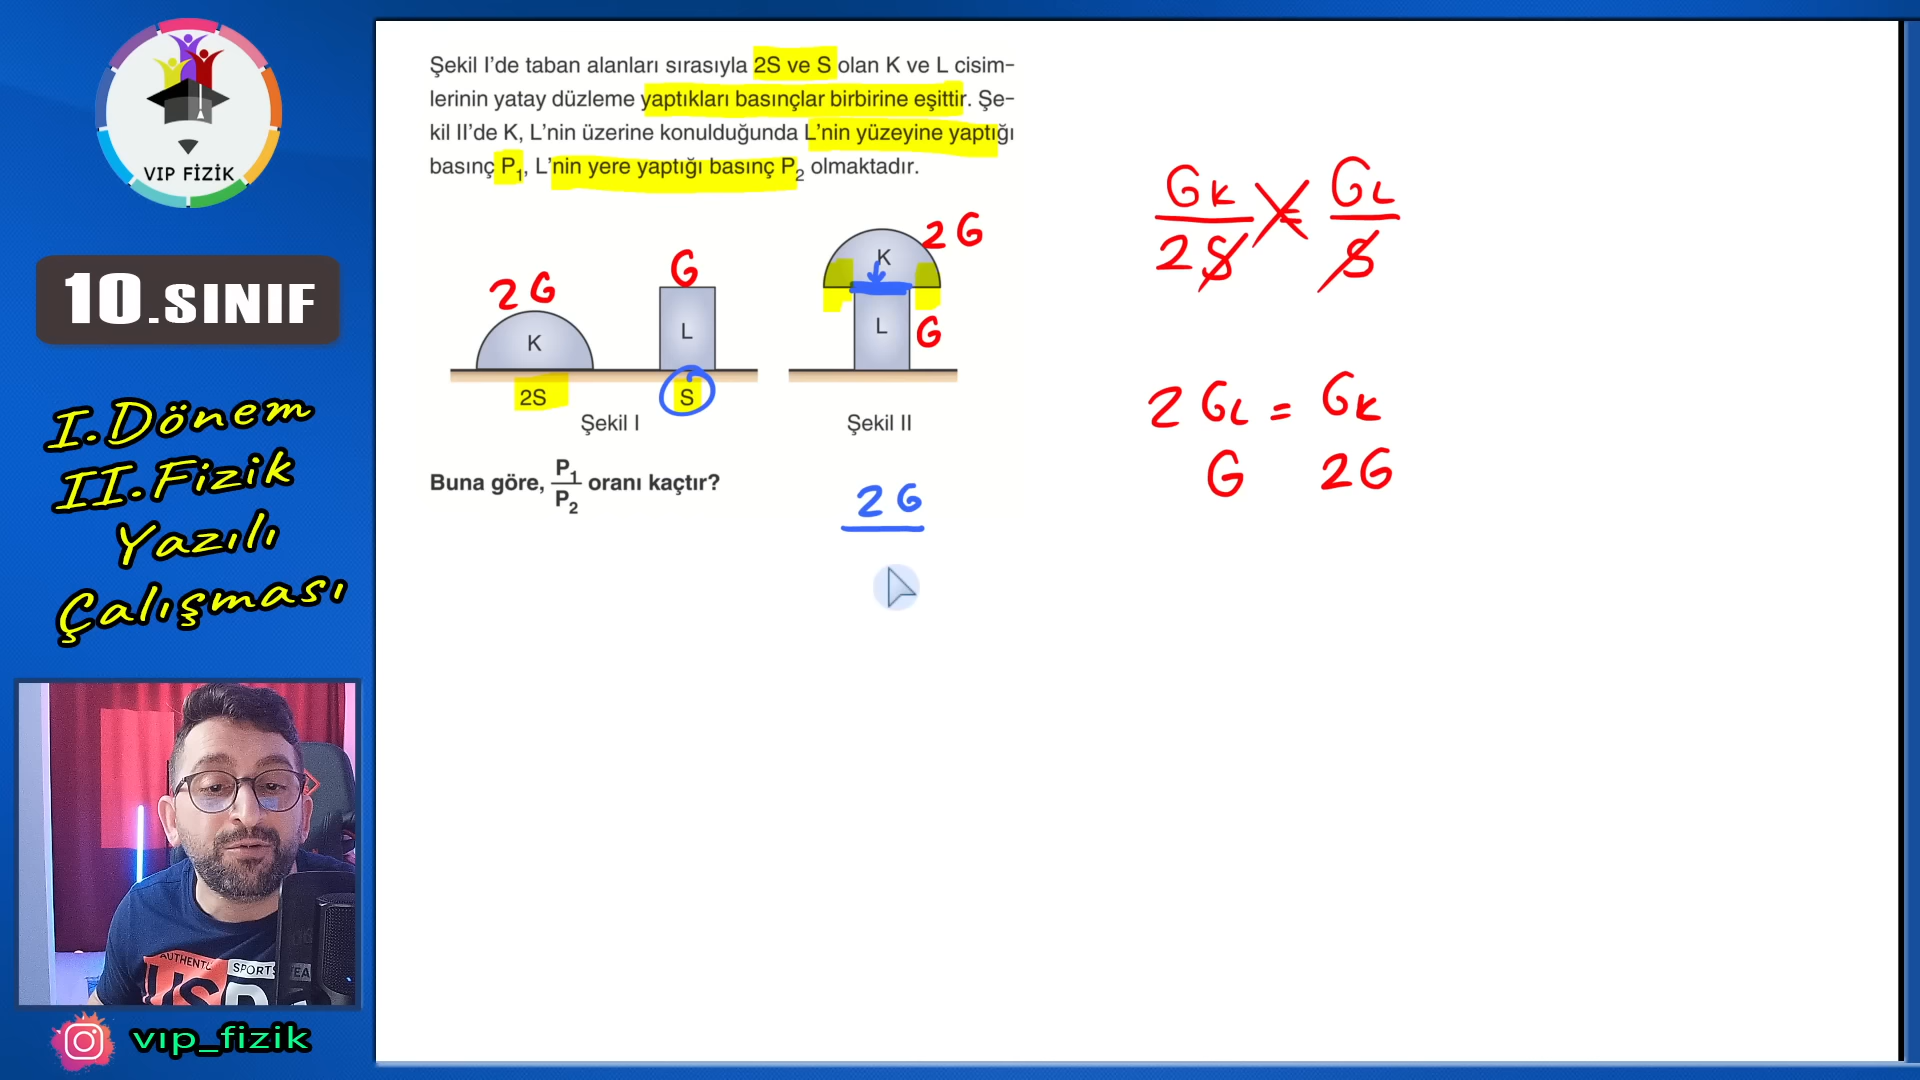 VIP FİZİK
10.SINIF
I.Dönem
II.Fizik
Yazılı
Çalışması
vıp_fizik
Şekil I’de taban alanları sırasıyla 2S ve S olan K ve L cisim-
lerinin yatay düzleme yaptıkları basınçlar birbirine eşittir. Şe-
kil II’de K, L’nin üzerine konulduğunda L’nin yüzeyine yaptığı
basınç P1, L’nin yere yaptığı basınç P2 olmaktadır.
2G
G
2G
K
L
K
L
G
2S
S
Şekil I
Şekil II
Buna göre, P1/P2 oranı kaçtır?
2G
GK/2S = GL/S
2GL = GK
G 2G
AUTHENTIC
SPORTS